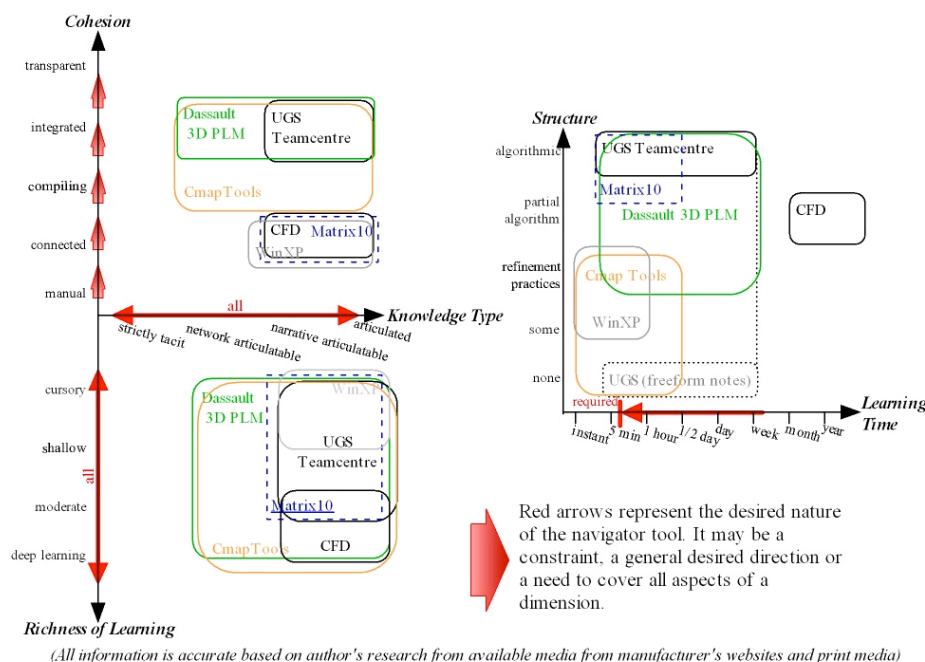 Cohesion
transparent
integrated
compiling
connected
manual
Dassault
3D PLM
UGS
Teamcentre
CmapTools
CFD Matrix10
WinXP
all
Knowledge Type
strictly tacit
network articulatable
narrative articulatable
articulated
cursory
shallow
moderate
deep learning
all
Richness of Learning
Dassault
3D PLM
WinXP
UGS
Teamcentre
Matrix10
CmapTools
CFD
Structure
algorithmic
partial
algorithm
refinement
practices
some
none
UGS Teamcentre
Matrix10
Dassault 3D PLM
CFD
Cmap Tools
WinXP
UGS (freeform notes)
required
Learning
Time
instant
5 min
1 hour
1/2 day
day
week
month
year
Red arrows represent the desired nature
of the navigator tool. It may be a
constraint, a general desired direction or
a need to cover all aspects of a
dimension.
(All information is accurate based on author's research from available media from manufacturer's websites and print media)